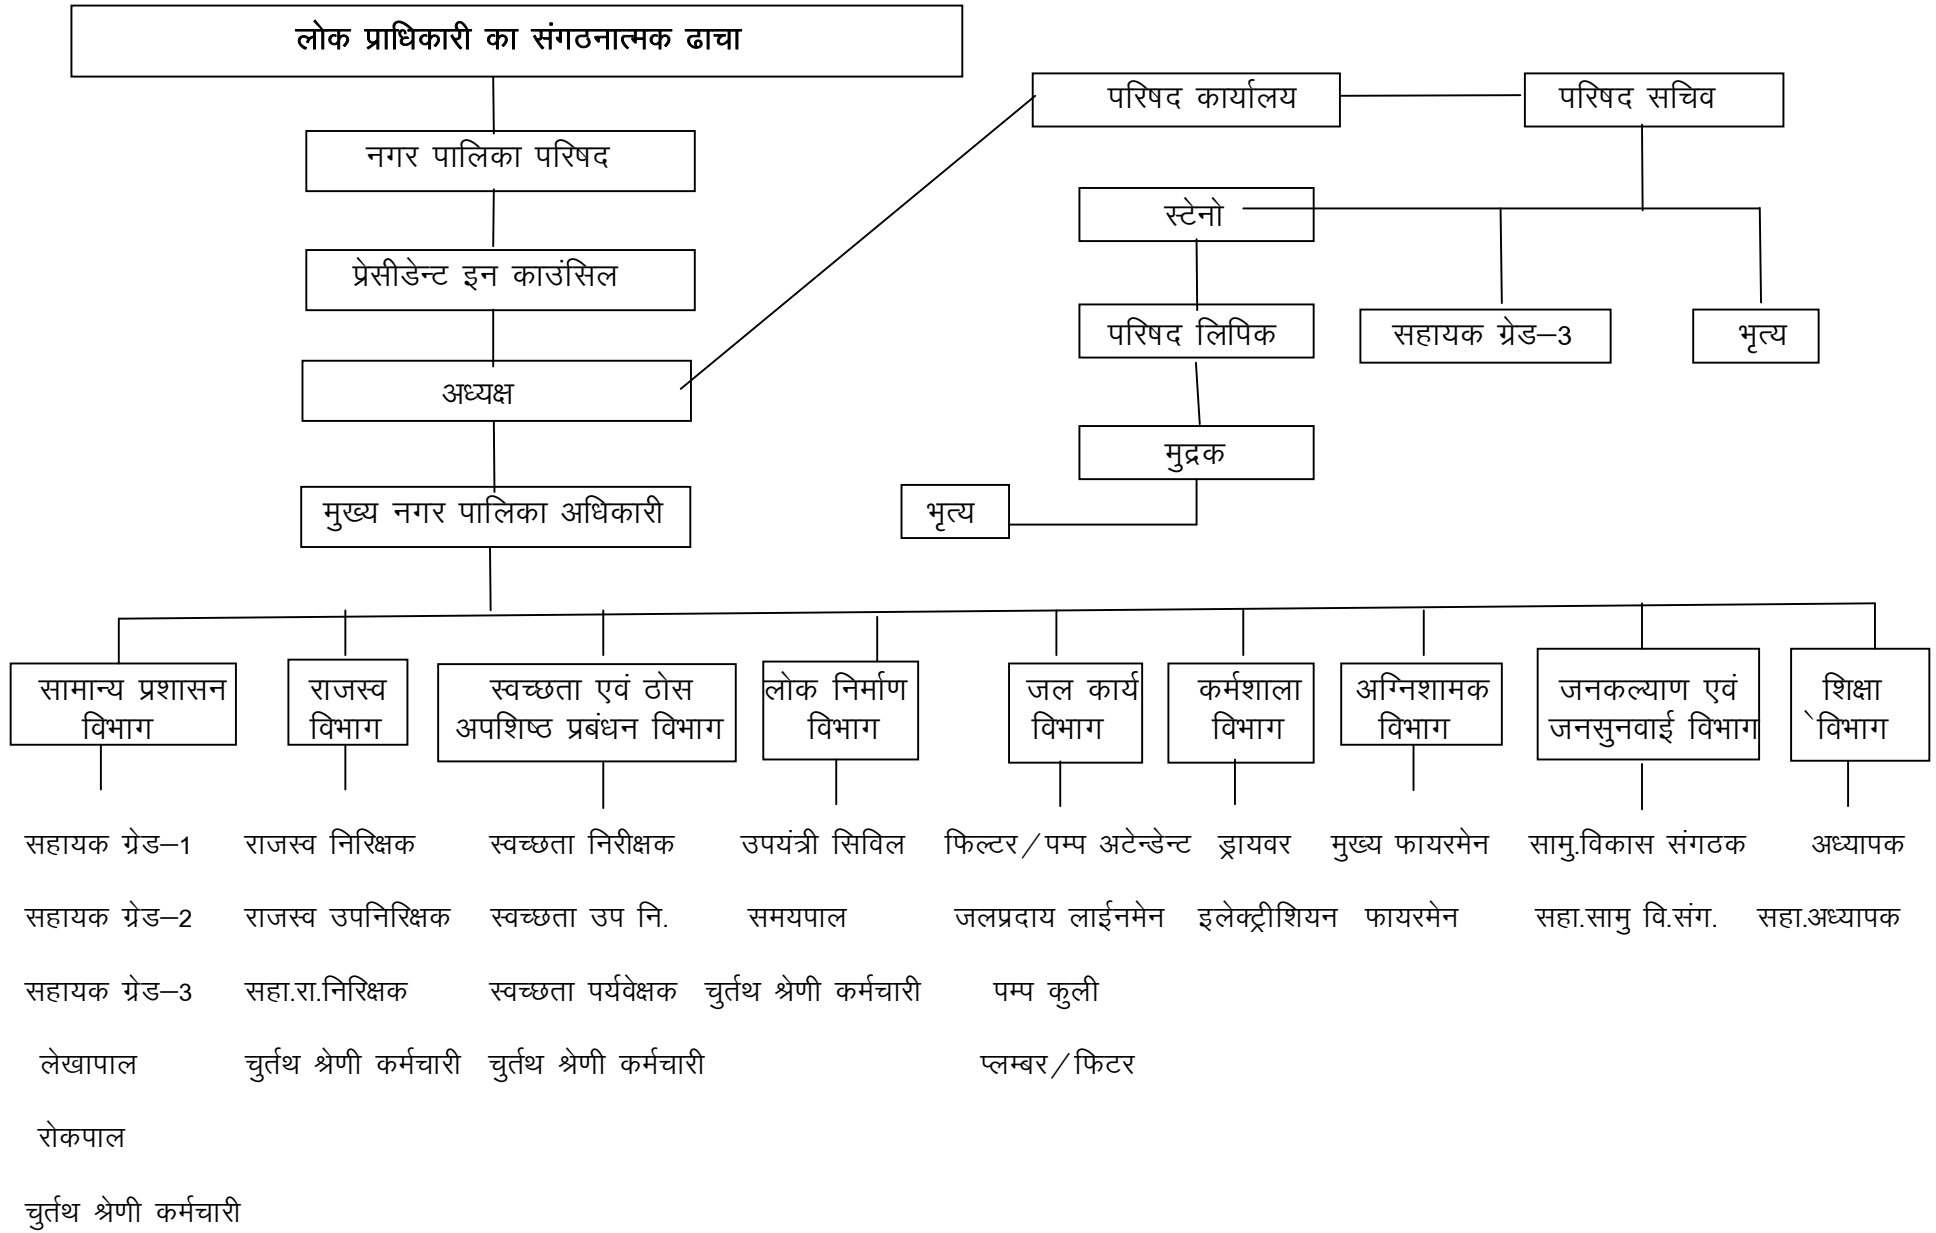 लोक प्राधिकारी का संगठनात्मक ढाचा
परिषद कार्यालय
परिषद सचिव
नगर पालिका परिषद
स्टेनो
प्रेसीडेन्ट इन काउंसिल
परिषद लिपिक
सहायक ग्रेड–3
भृत्य
अध्यक्ष
मुद्रक
मुख्य नगर पालिका अधिकारी
भृत्य
सामान्य प्रशासन
विभाग
राजस्व
विभाग
स्वच्छता एवं ठोस
अपशिष्ठ प्रबंधन विभाग
लोक निर्माण
विभाग
जल कार्य
विभाग
कर्मशाला
विभाग
अग्निशामक
विभाग
जनकल्याण एवं
जनसुनवाई विभाग
शिक्षा
`विभाग
सहायक ग्रेड–1 राजस्व निरिक्षक स्वच्छता निरीक्षक उपयंत्री सिविल फिल्टर/पम्प अटेन्डेन्ट ड्रायवर मुख्य फायरमेन सामु.विकास संगठक अध्यापक
सहायक ग्रेड–2 राजस्व उपनिरिक्षक स्वच्छता उप नि. समयपाल जलप्रदाय लाईनमेन इलेक्ट्रीशियन फायरमेन सहा.सामु वि.संग. सहा.अध्यापक
सहायक ग्रेड–3 सहा.रा.निरिक्षक स्वच्छता पर्यवेक्षक चुर्तथ श्रेणी कर्मचारी पम्प कुली
लेखापाल चुर्तथ श्रेणी कर्मचारी चुर्तथ श्रेणी कर्मचारी प्लम्बर/फिटर
रोकपाल
चुर्तथ श्रेणी कर्मचारी